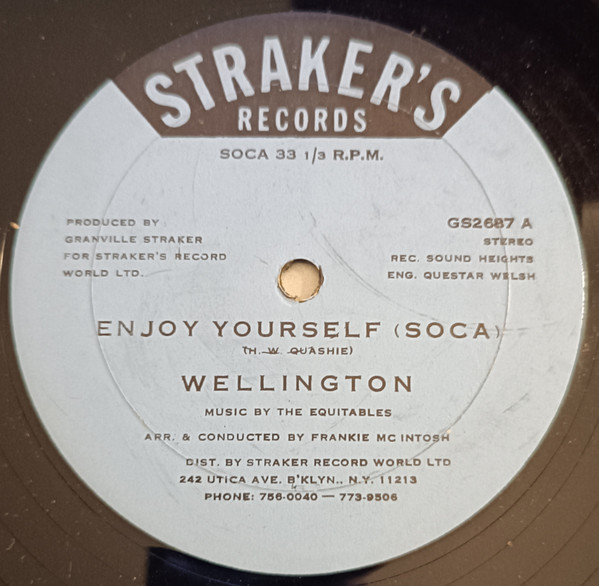 STRAKER'S
RECORDS
SOCA 33 1/3 R.P.M.
PRODUCED BY
GRANVILLE STRAKER
FOR STRAKER'S RECORD
WORLD LTD.
GS2687 A
STEREO
REC. SOUND HEIGHTS
ENG. QUESTAR WELSH
ENJOY YOURSELF (SOCA)
(H. W. QUASHIE)
WELLINGTON
MUSIC BY THE EQUITABLES
ARR. & CONDUCTED BY FRANKIE MC INTOSH
DIST. BY STRAKER RECORD WORLD LTD
242 UTICA AVE. B'KLYN., N.Y. 11213
PHONE: 756-0040 — 773-9506